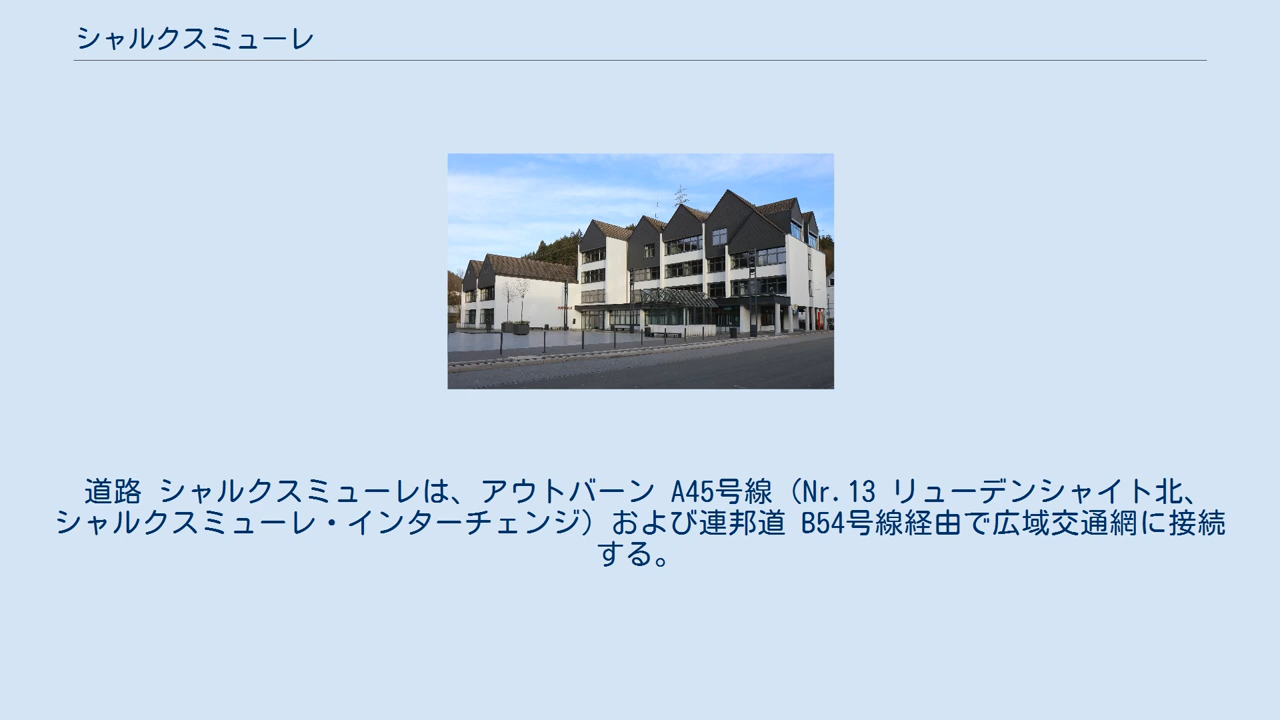 シャルクスミューレ
道路 シャルクスミューレは、アウトバーン A45号線（Nr.13 リューデンシャイト北、
シャルクスミューレ・インターチェンジ）および連邦道 B54号線経由で広域交通網に接続
する。